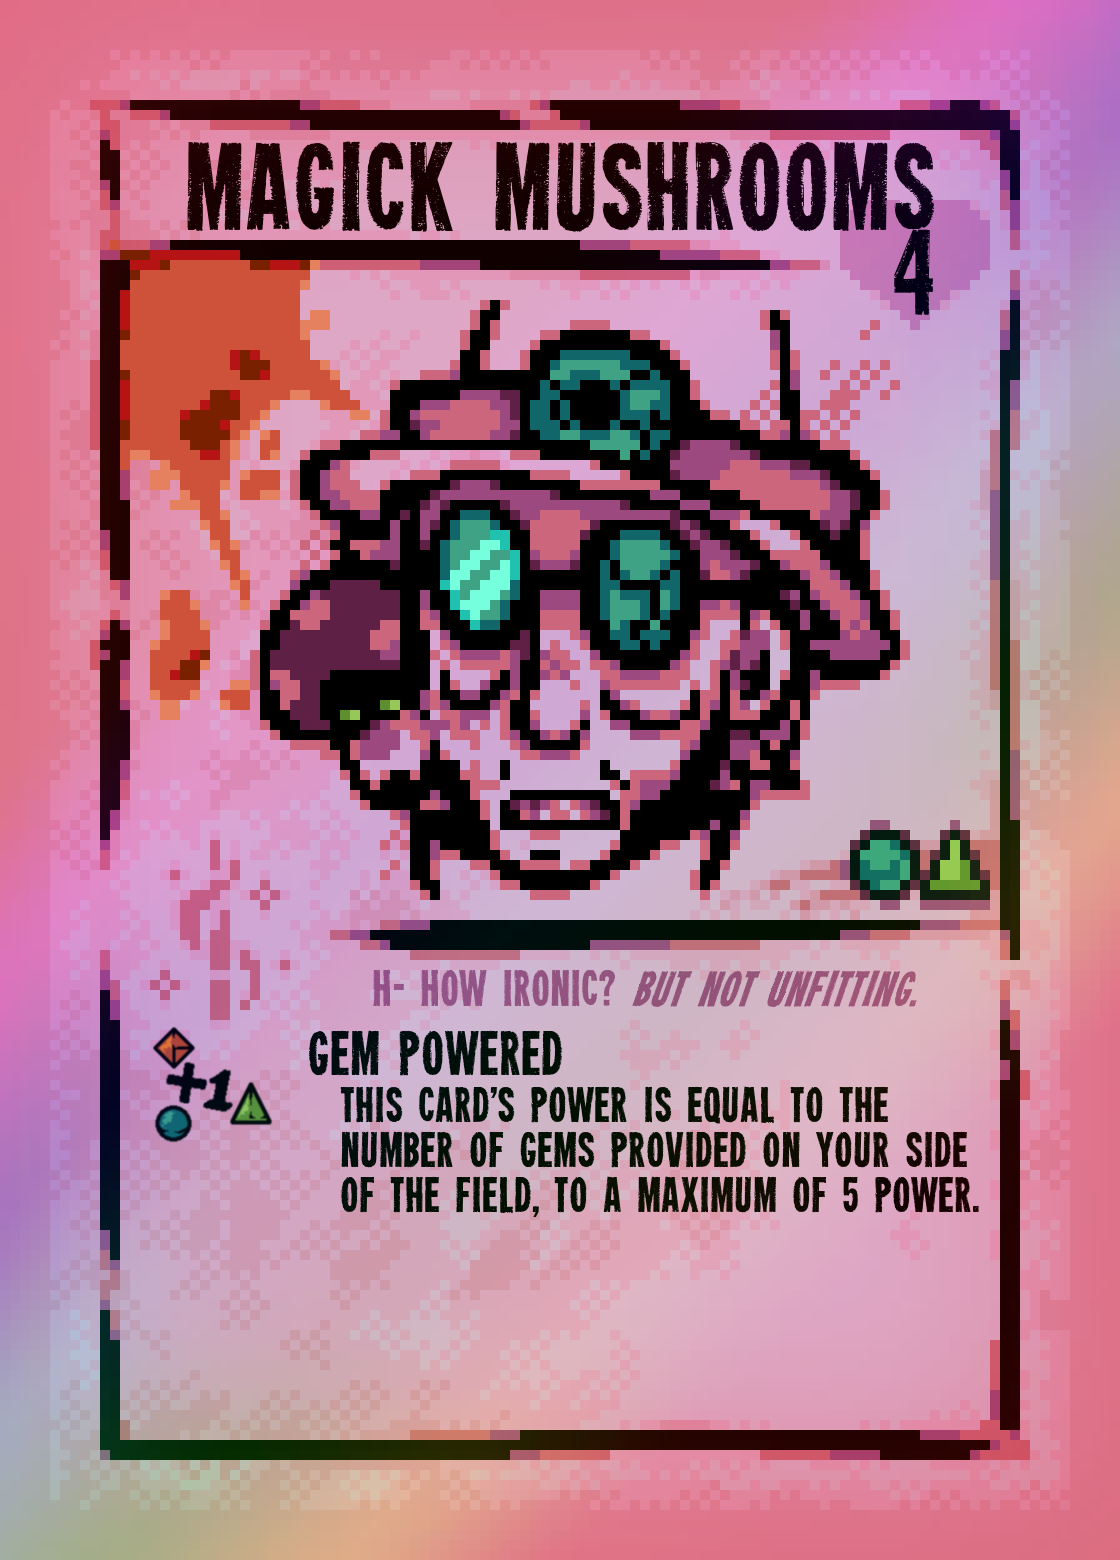 MAGICK MUSHROOMS
4
H- HOW IRONIC? BUT NOT UNFITTING.
GEM POWERED
+1
THIS CARD'S POWER IS EQUAL TO THE
NUMBER OF GEMS PROVIDED ON YOUR SIDE
OF THE FIELD, TO A MAXIMUM OF 5 POWER.